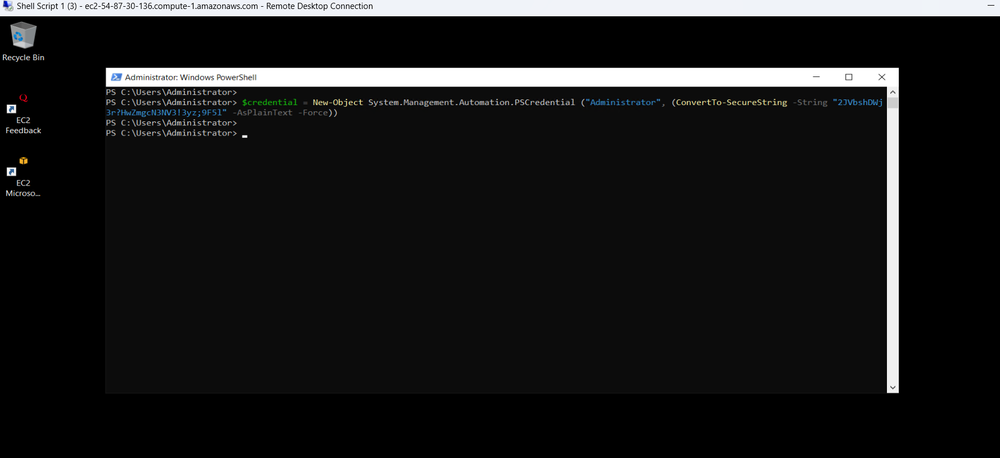 Shell Script 1 (3) - ec2-54-87-30-136.compute-1.amazonaws.com - Remote Desktop Connection
Recycle Bin
EC2
Feedback
EC2
Microso...
Administrator: Windows PowerShell
PS C:\Users\Administrator>
PS C:\Users\Administrator> $credential = New-Object System.Management.Automation.PSCredential ("Administrator", (ConvertTo-SecureString -String "2JVbshDWj
3r?HwZmgcN3NV3!3yz;9F5l" -AsPlainText -Force))
PS C:\Users\Administrator>
PS C:\Users\Administrator>